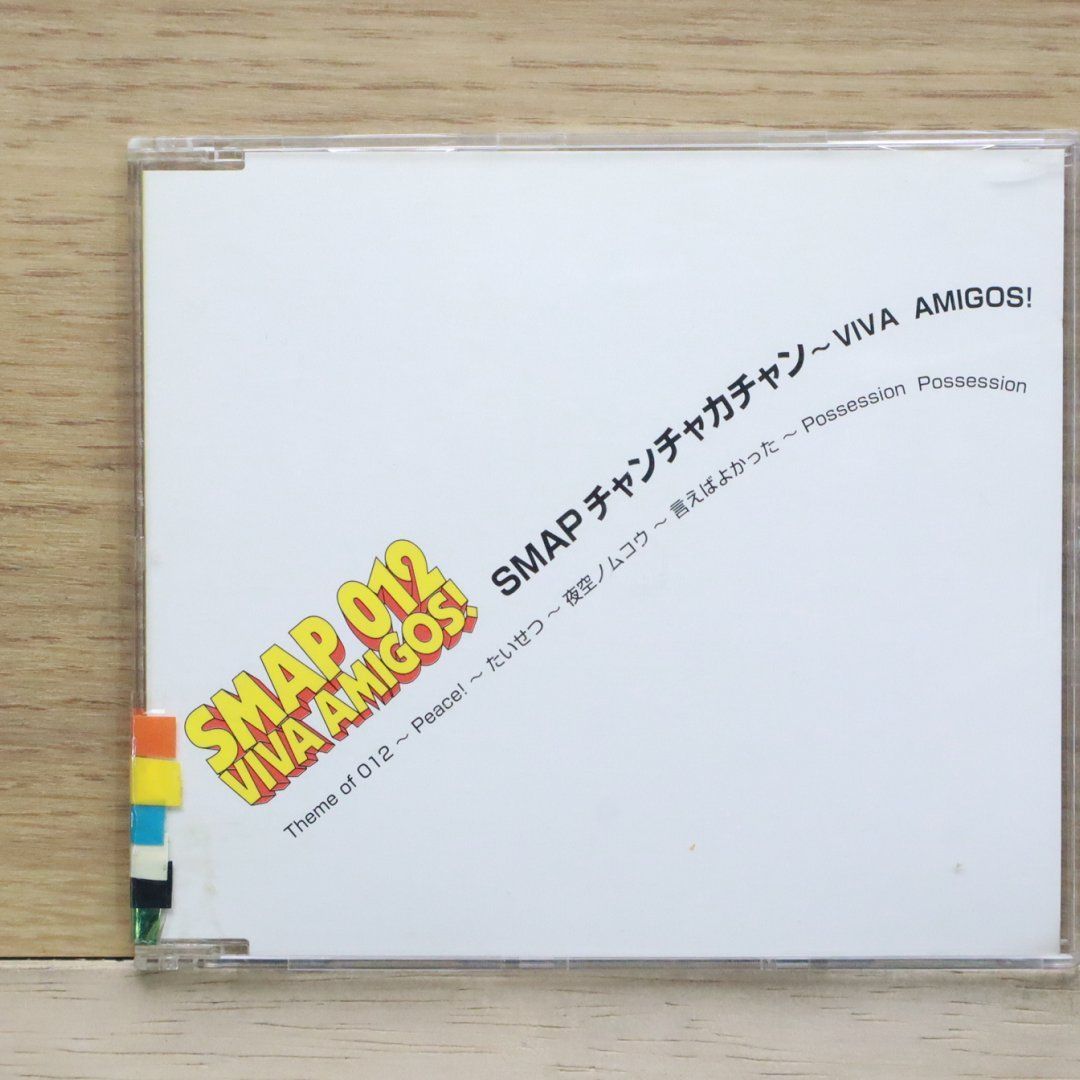 SMAP 012
VIVA AMIGOS!
SMAPチャンチャカチャン～VIVA AMIGOS!
Theme of 012 ～ Peace! ～ たいせつ ～ 夜空ノムコウ ～ 言えばよかった ～ Possession Possession